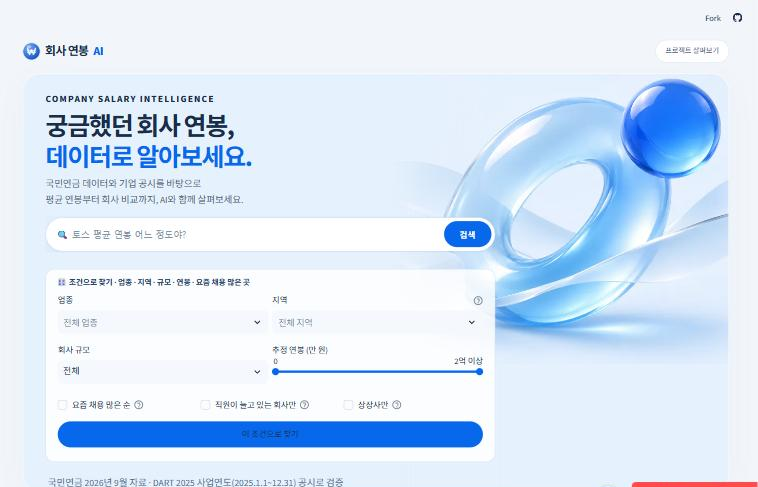 Fork
회사 연봉 AI
프로젝트 살펴보기
COMPANY SALARY INTELLIGENCE
궁금했던 회사 연봉,
데이터로 알아보세요.
국민연금 데이터와 기업 공시를 바탕으로
평균 연봉부터 회사 비교까지, AI와 함께 살펴보세요.
토스 평균 연봉 어느 정도야?
검색
조건으로 찾기 · 업종 · 지역 · 규모 · 연봉 · 요즘 채용 많은 곳
업종
지역
전체 업종
전체 지역
회사 규모
추정 연봉 (만 원)
0
2억 이상
전체
요즘 채용 많은 순
직원이 늘고 있는 회사만
상장사만
이 조건으로 찾기
국민연금 2026년 9월 자료 · DART 2025 사업연도(2025.1.1~12.31) 공시로 검증